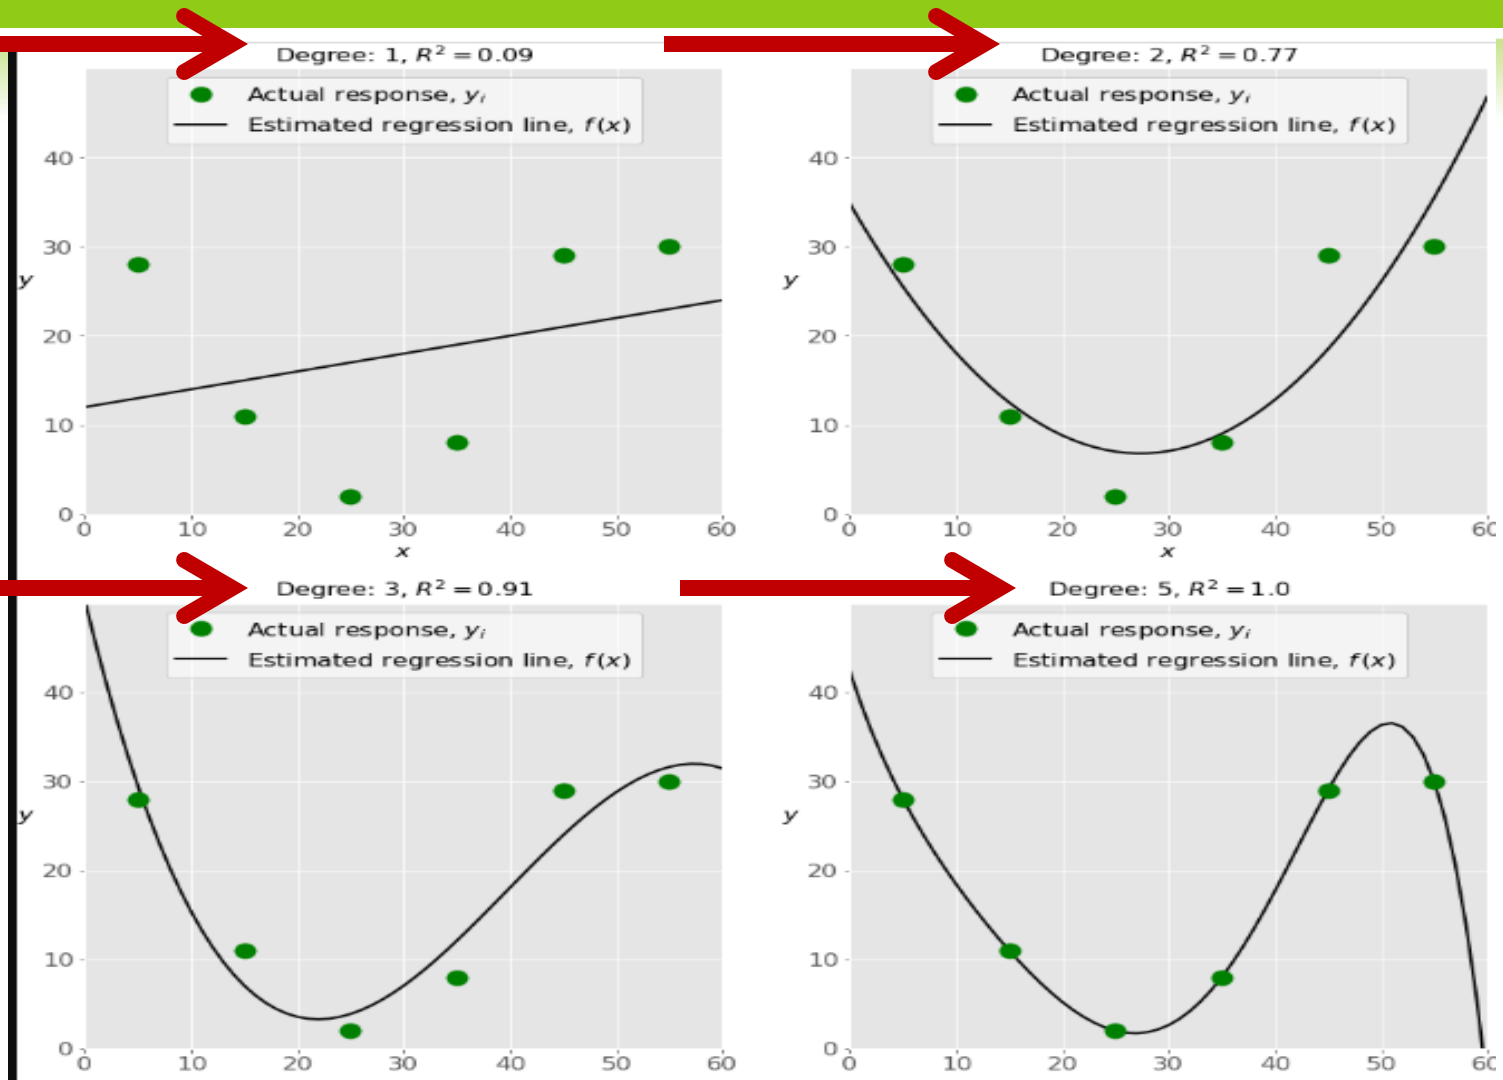 Degree: 1, R² = 0.09
Actual response, yᵢ
Estimated regression line, f(x)
40
30
y
20
10
0
0 10 20 30 40 50 60
x
Degree: 2, R² = 0.77
Actual response, yᵢ
Estimated regression line, f(x)
40
30
y
20
10
0
0 10 20 30 40 50 60
x
Degree: 3, R² = 0.91
Actual response, yᵢ
Estimated regression line, f(x)
40
30
y
20
10
0
0 10 20 30 40 50 60
Degree: 5, R² = 1.0
Actual response, yᵢ
Estimated regression line, f(x)
40
30
y
20
10
0
0 10 20 30 40 50 60